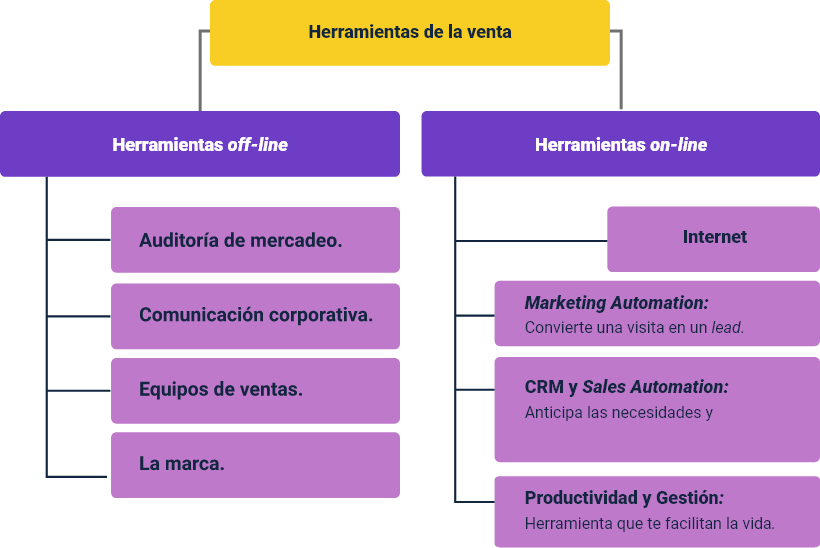 Herramientas de la venta
Herramientas off-line
Herramientas on-line
Auditoría de mercadeo.
Comunicación corporativa.
Equipos de ventas.
La marca.
Internet
Marketing Automation:
Convierte una visita en un lead.
CRM y Sales Automation:
Anticipa las necesidades y
Productividad y Gestión:
Herramienta que te facilitan la vida.